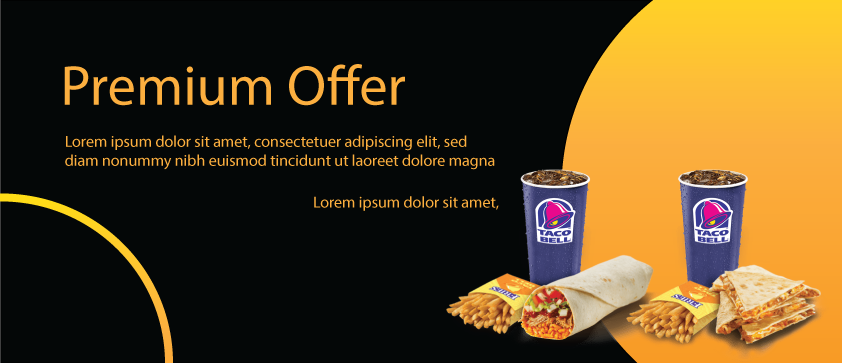 Premium Offer
Lorem ipsum dolor sit amet, consectetuer adipiscing elit, sed
diam nonummy nibh euismod tincidunt ut laoreet dolore magna
Lorem ipsum dolor sit amet,
TACO
BELL
TACO
BELL